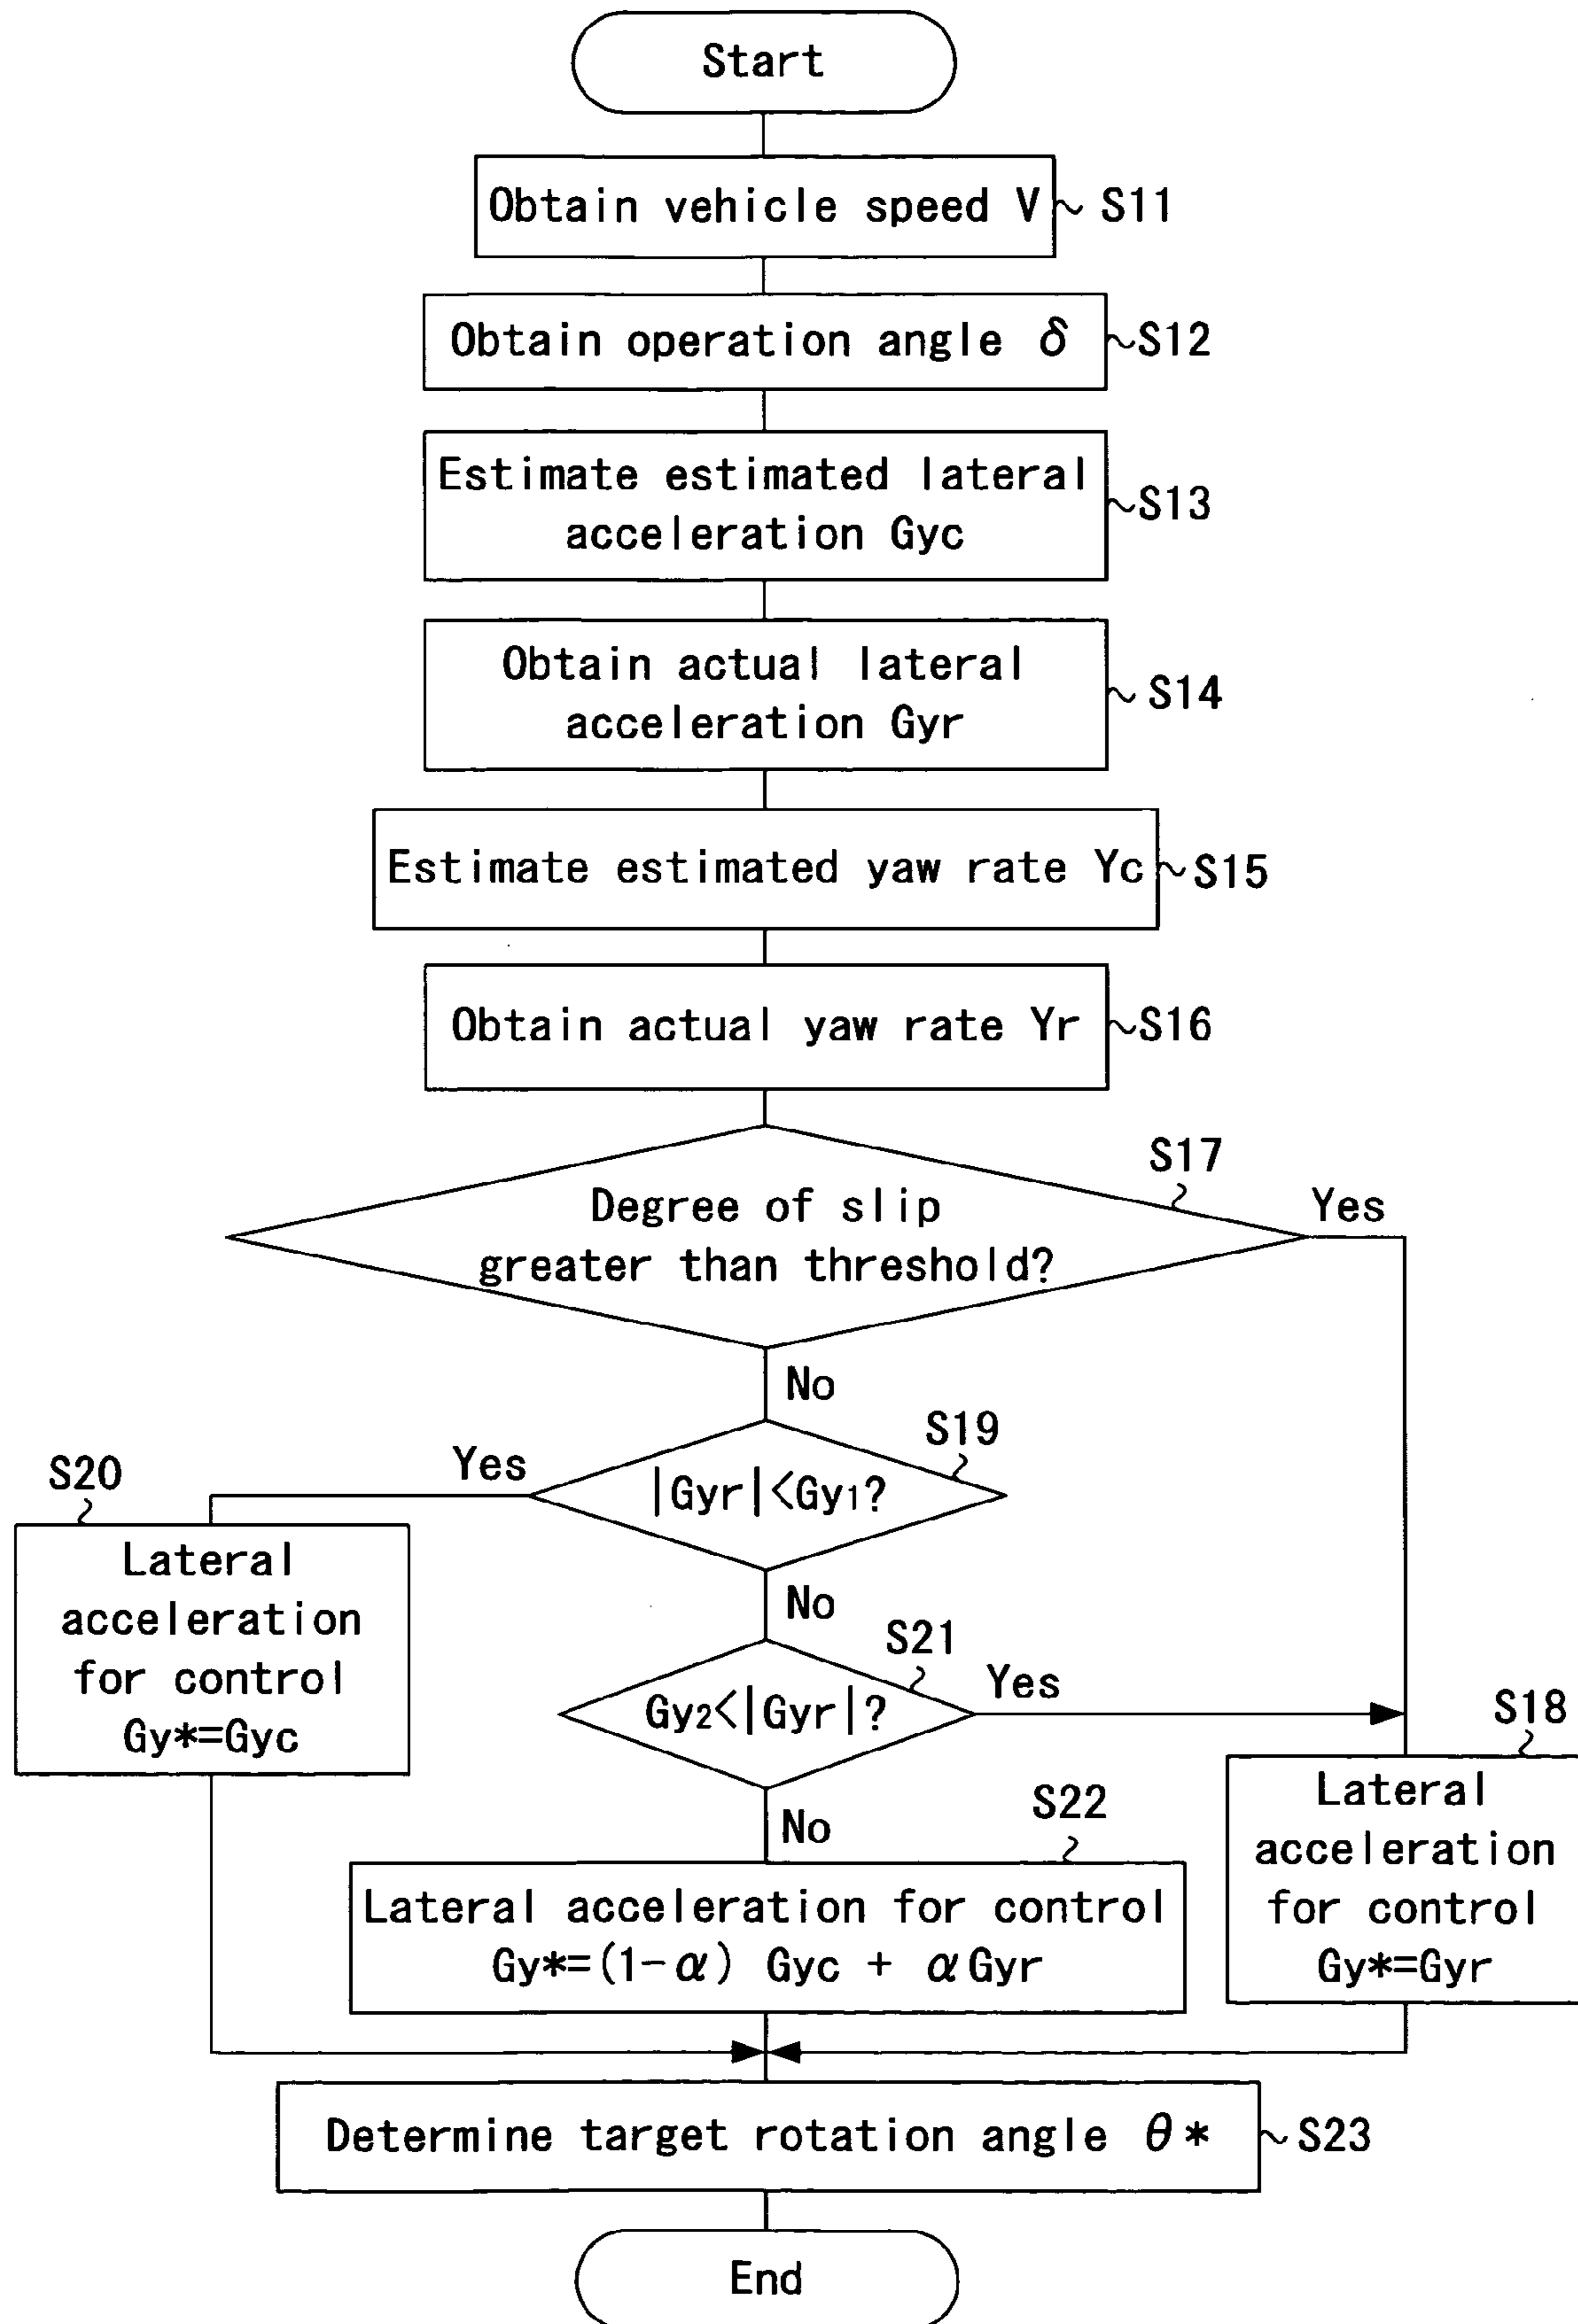 Start
Obtain vehicle speed V
S11
Obtain operation angle δ
S12
Estimate estimated lateral
acceleration Gyc
S13
Obtain actual lateral
acceleration Gyr
S14
Estimate estimated yaw rate Yc
S15
Obtain actual yaw rate Yr
S16
S17
Degree of slip
greater than threshold?
Yes
No
S19
|Gyr|<Gy₁?
Yes
S20
Lateral
acceleration
for control
Gy*=Gyc
No
S21
Gy₂<|Gyr|?
Yes
S18
Lateral
acceleration
for control
Gy*=Gyr
No
S22
Lateral acceleration for control
Gy*=(1-α) Gyc + αGyr
Determine target rotation angle θ*
S23
End